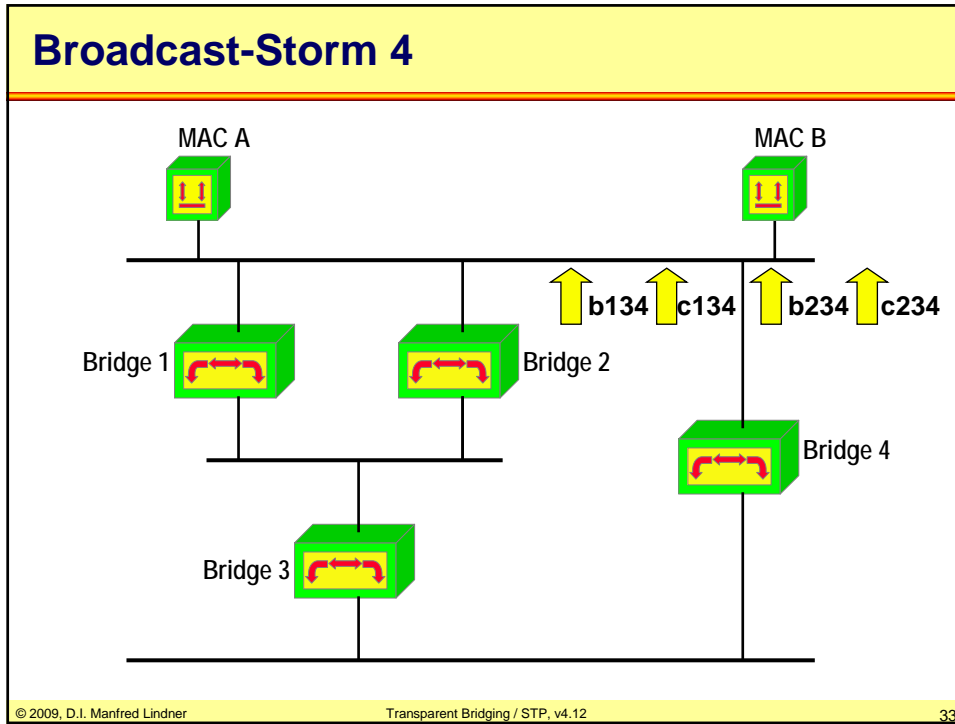 Broadcast-Storm 4
MAC A
MAC B
b134
c134
b234
c234
Bridge 1
Bridge 2
Bridge 4
Bridge 3
© 2009, D.I. Manfred Lindner
Transparent Bridging / STP, v4.12
33